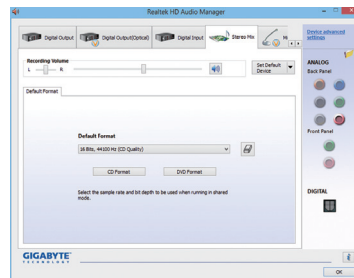 Realtek HD Audio Manager
Digital Output
Digital Output(Optical)
Digital Input
Stereo Mix
Device advanced settings
Recording Volume
L
R
Set Default Device
ANALOG
Back Panel
Default Format
Default Format
16 Bits, 44100 Hz (CD Quality)
CD Format
DVD Format
Select the sample rate and bit depth to be used when running in shared mode.
Front Panel
DIGITAL
GIGABYTE
TECHNOLOGY
i
OK